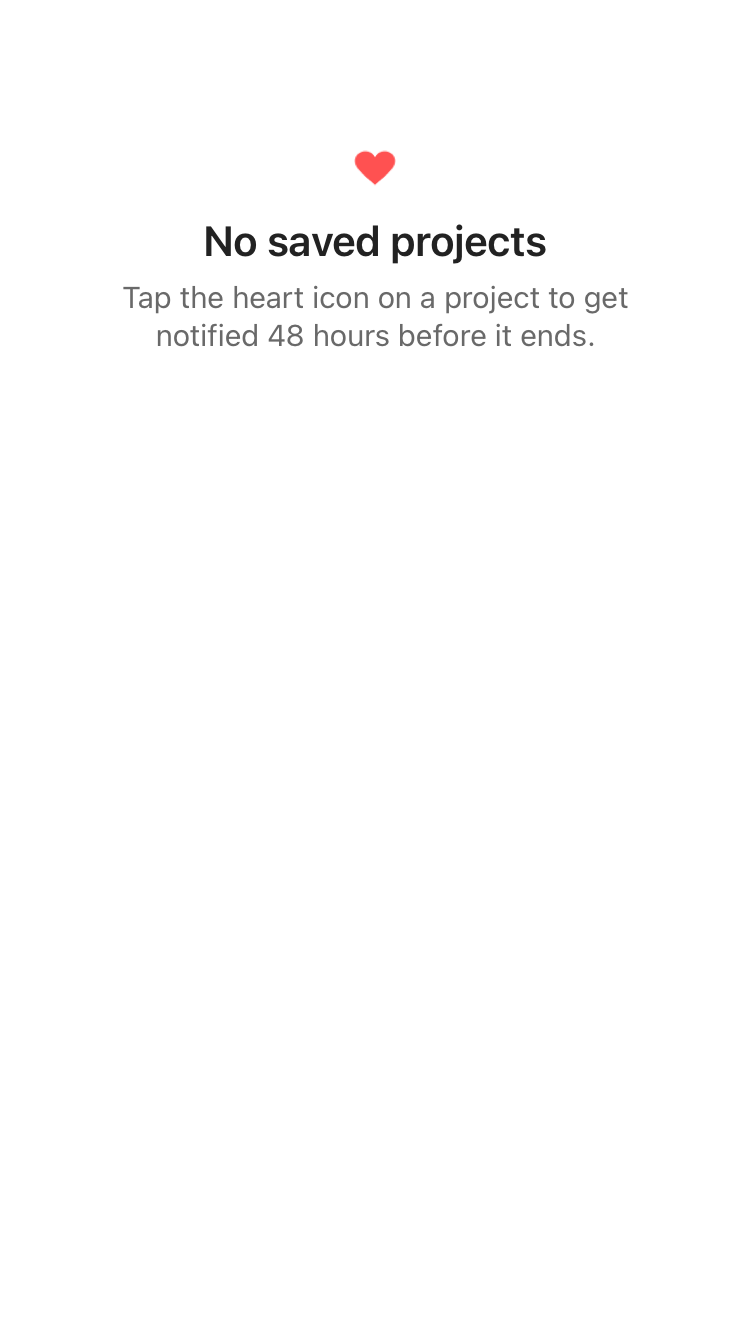 No saved projects
Tap the heart icon on a project to get
notified 48 hours before it ends.